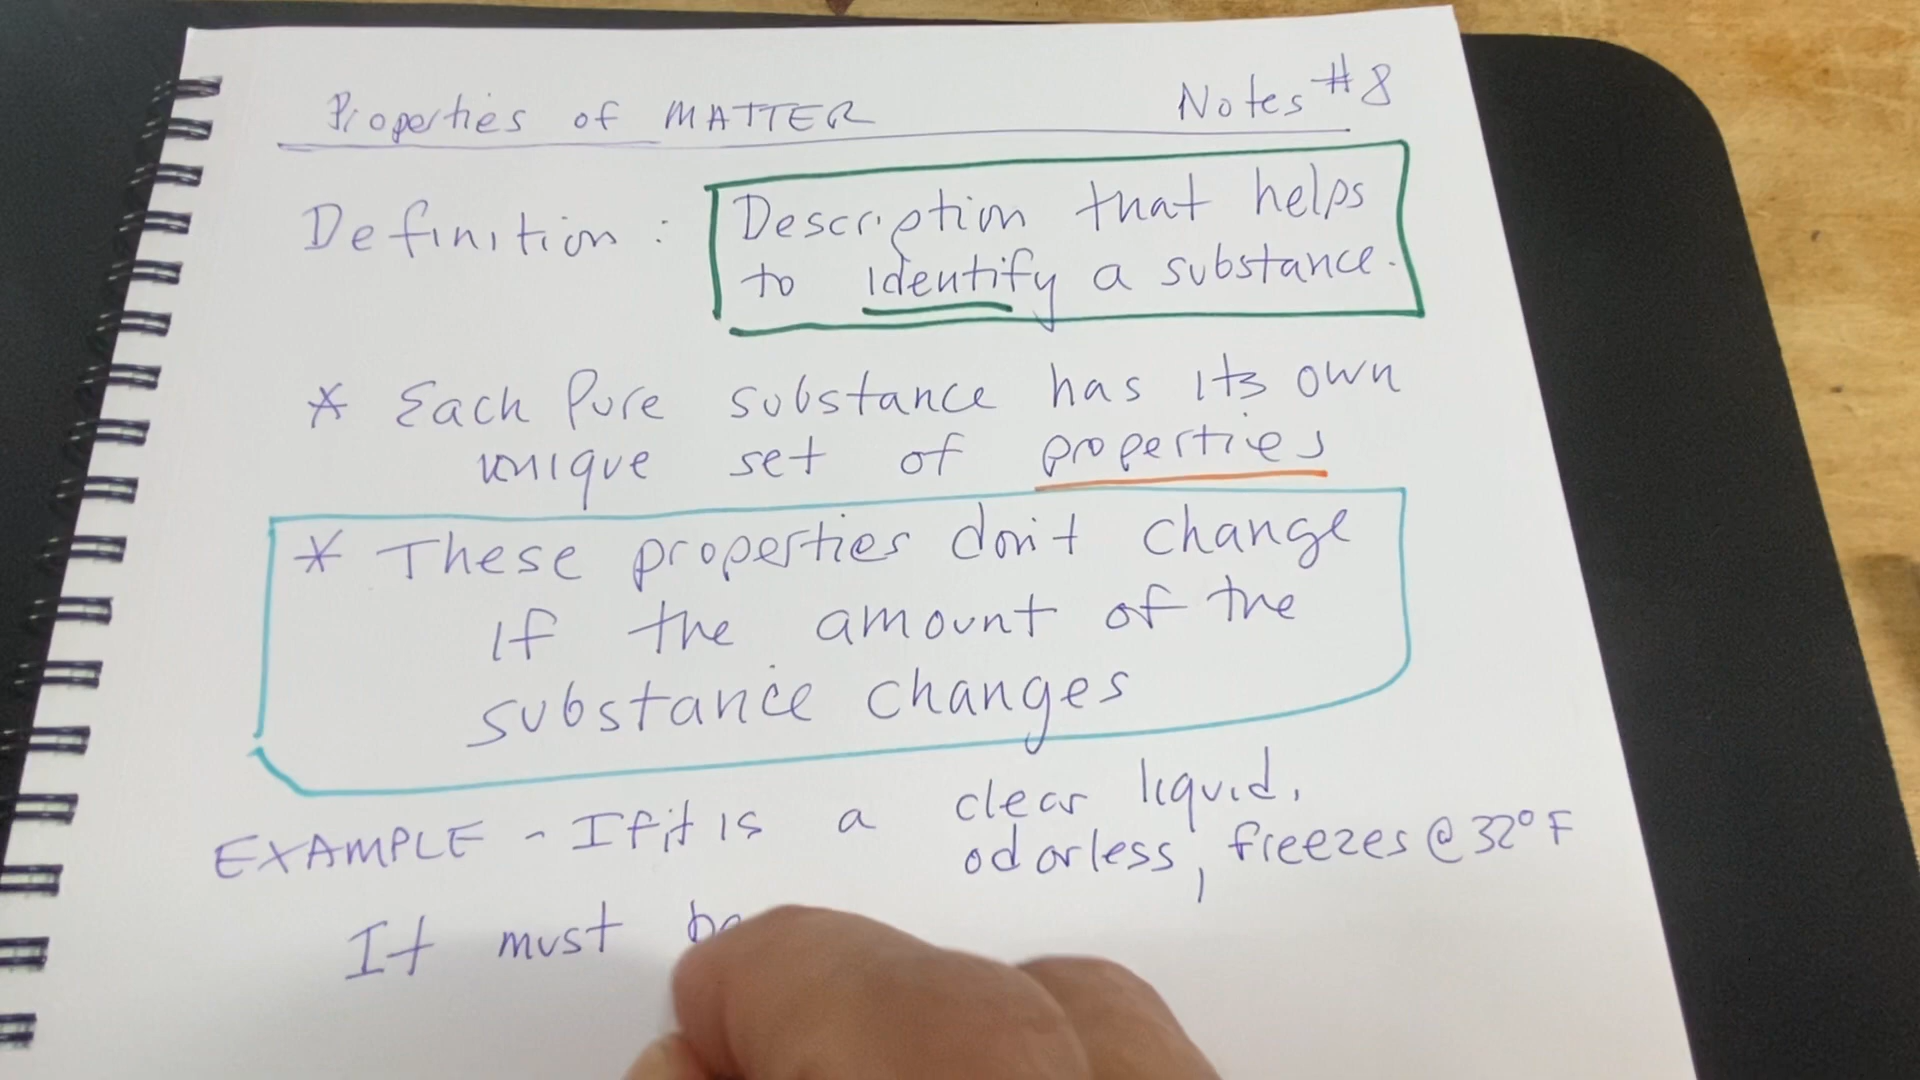 Properties of MATTER Notes #8
Definition: Description that helps
to identify a substance.
* Each Pure substance has its own
unique set of properties
* These properties don't change
if the amount of the
substance changes
EXAMPLE - If it is a clear liquid,
odorless, freezes @ 32°F
It must be